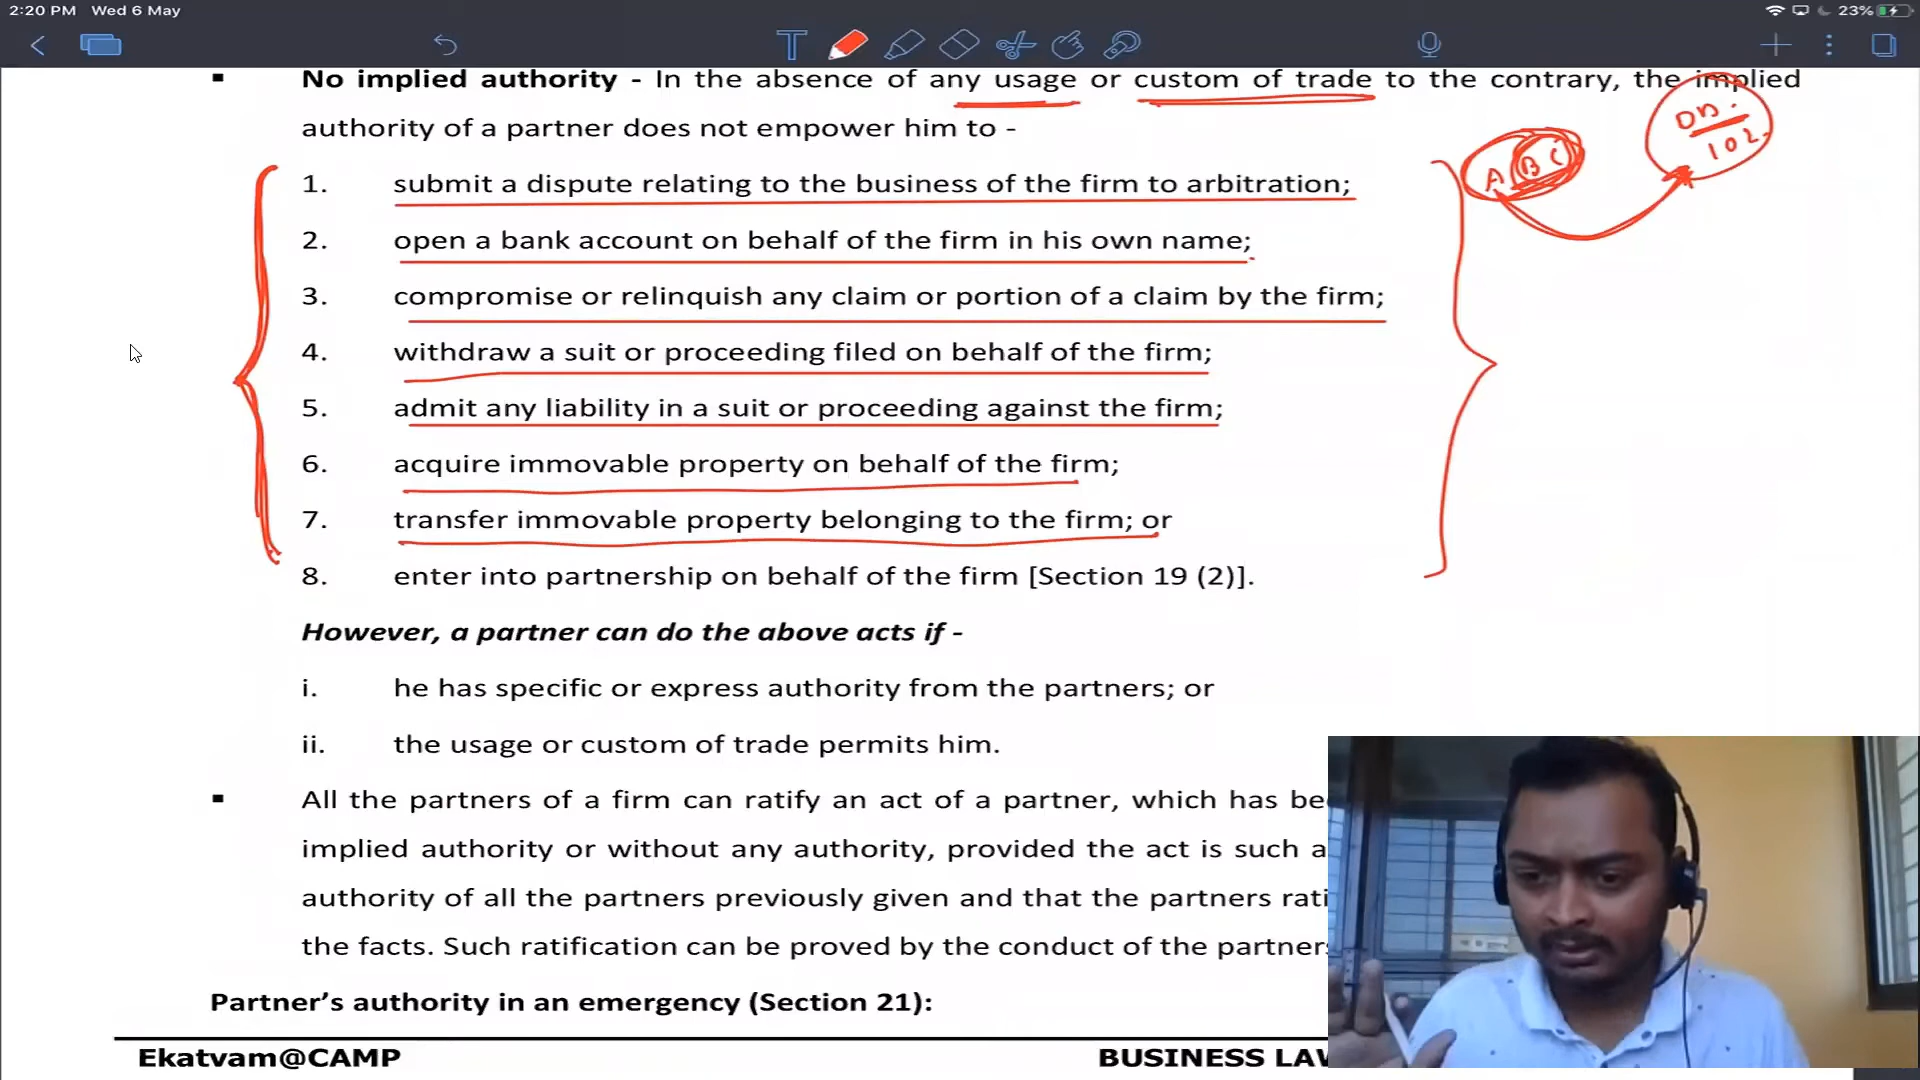 2:20 PM Wed 6 May
23%
No implied authority - In the absence of any usage or custom of trade to the contrary, the implied
authority of a partner does not empower him to -
1. submit a dispute relating to the business of the firm to arbitration;
2. open a bank account on behalf of the firm in his own name;
3. compromise or relinquish any claim or portion of a claim by the firm;
4. withdraw a suit or proceeding filed on behalf of the firm;
5. admit any liability in a suit or proceeding against the firm;
6. acquire immovable property on behalf of the firm;
7. transfer immovable property belonging to the firm; or
8. enter into partnership on behalf of the firm [Section 19 (2)].
A B C
102
However, a partner can do the above acts if -
i. he has specific or express authority from the partners; or
ii. the usage or custom of trade permits him.
All the partners of a firm can ratify an act of a partner, which has
implied authority or without any authority, provided the act is such
authority of all the partners previously given and that the partners
the facts. Such ratification can be proved by the conduct of the
Partner's authority in an emergency (Section 21):
Ekatvam@CAMP
BUSINESS